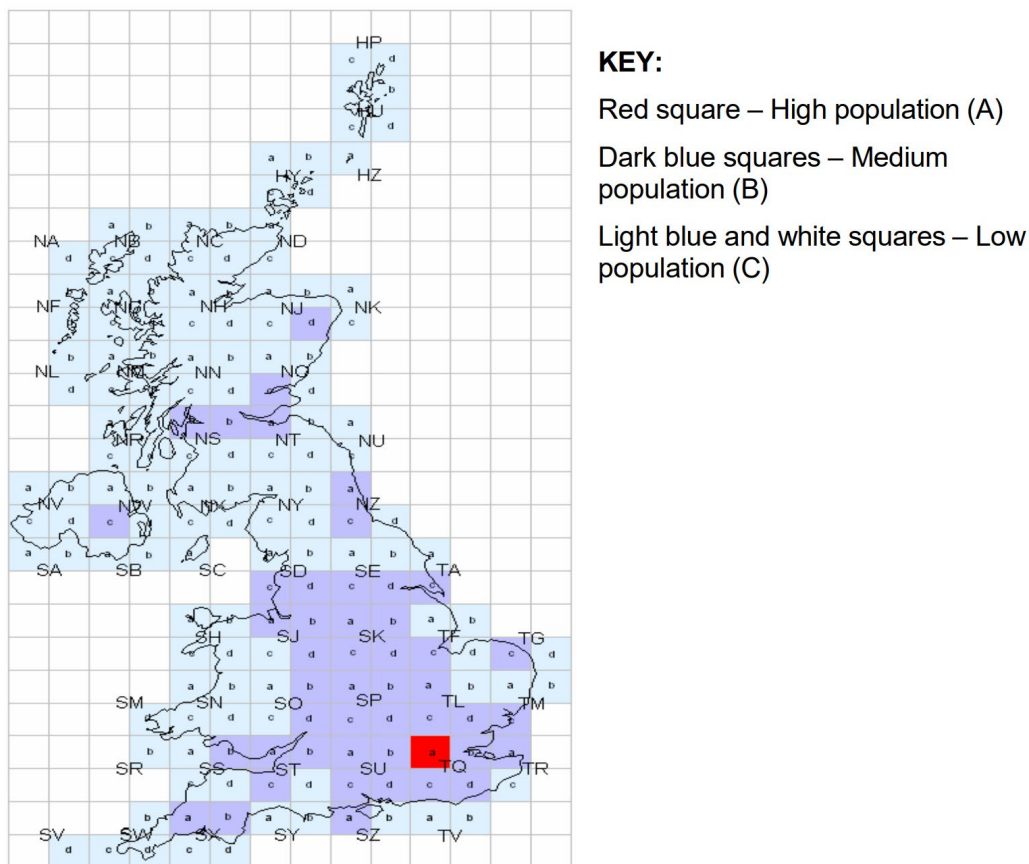 HP
c d
a b
HU
c d
a b a
HY HZ
d
a b a b a
NA NB NC ND
d c d c d c
b a b a b a b a
NF NG NH NJ NK
c d c d c
b a b a b a b
NL NM NN NO
d c d c d c d
a b a b a
NR NS NT NU
c d c d c d c
a b a b a b a b a
NV NW NX NY NZ
c d c d c d c d c d
a b a b a a b a b a
SA SB SC SD SE TA
c d c d c
a b a b a b a b
SH SJ SK TF TG
c d c d c d c d c d
a b a b a b a b a b
SM SN SO SP TL TM
c d c d c d c d c
b a b a b a b a b a
SR SS ST SU TQ TR
c d c d c d c d c
b a b a b a b a
SV SW SX SY SZ TV
d c d c d
KEY:
Red square – High population (A)
Dark blue squares – Medium
population (B)
Light blue and white squares – Low
population (C)